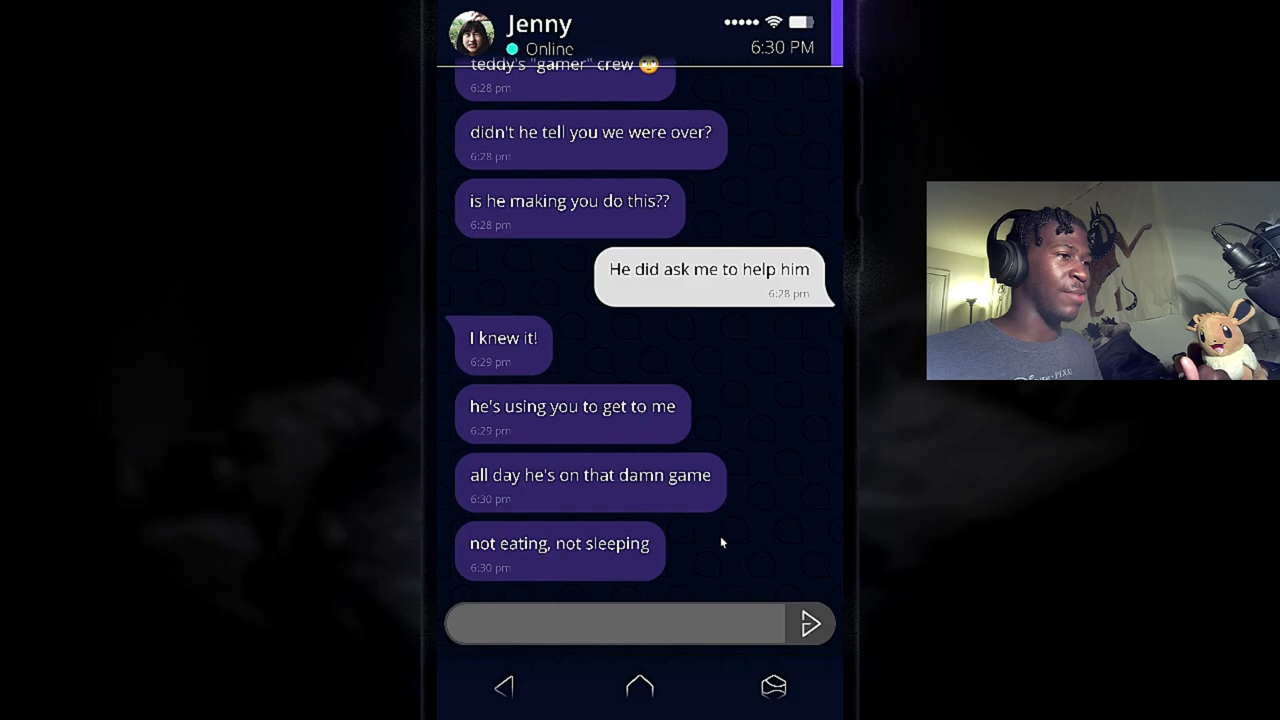 Jenny
Online
6:30 PM
teddy's "gamer" crew 🙄
6:28 pm
didn't he tell you we were over?
6:28 pm
is he making you do this??
6:28 pm
He did ask me to help him
6:28 pm
I knew it!
6:29 pm
he's using you to get to me
6:29 pm
all day he's on that damn game
6:30 pm
not eating, not sleeping
6:30 pm